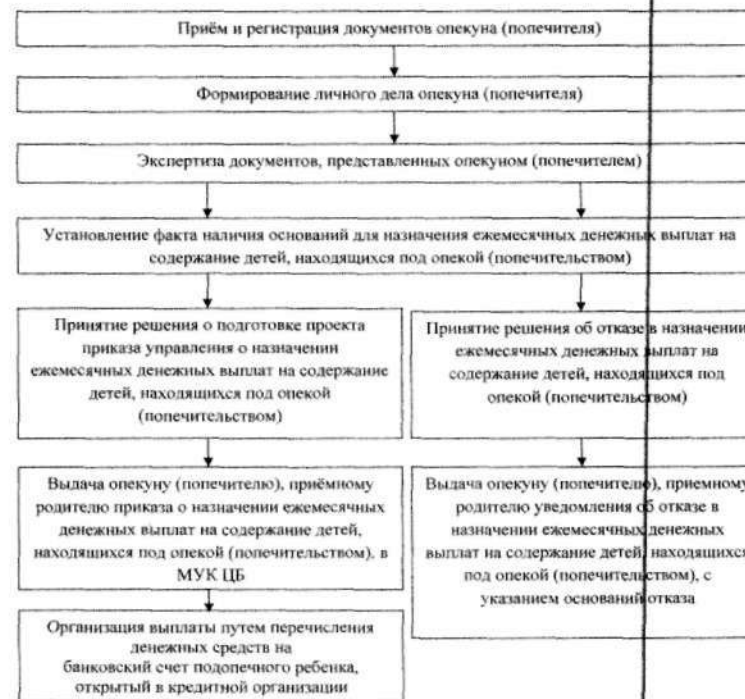 Приём и регистрация документов опекуна (попечителя)
Формирование личного дела опекуна (попечителя)
Экспертиза документов, представленных опекуном (попечителем)
Установление факта наличия оснований для назначения ежемесячных денежных выплат на
содержание детей, находящихся под опекой (попечительством)
Принятие решения о подготовке проекта
приказа управления о назначении
ежемесячных денежных выплат на содержание
детей, находящихся под опекой
(попечительством)
Принятие решения об отказе в назначении
ежемесячных денежных выплат на
содержание детей, находящихся под
опекой (попечительством)
Выдача опекуну (попечителю), приёмному
родителю приказа о назначении ежемесячных
денежных выплат на содержание детей,
находящихся под опекой (попечительством), в
МУК ЦБ
Выдача опекуну (попечителю), приемному
родителю уведомления об отказе в
назначении ежемесячных денежных
выплат на содержание детей, находящихся
под опекой (попечительством), с
указанием оснований отказа
Организация выплаты путем перечисления
денежных средств на
банковский счет подопечного ребенка,
открытый в кредитной организации